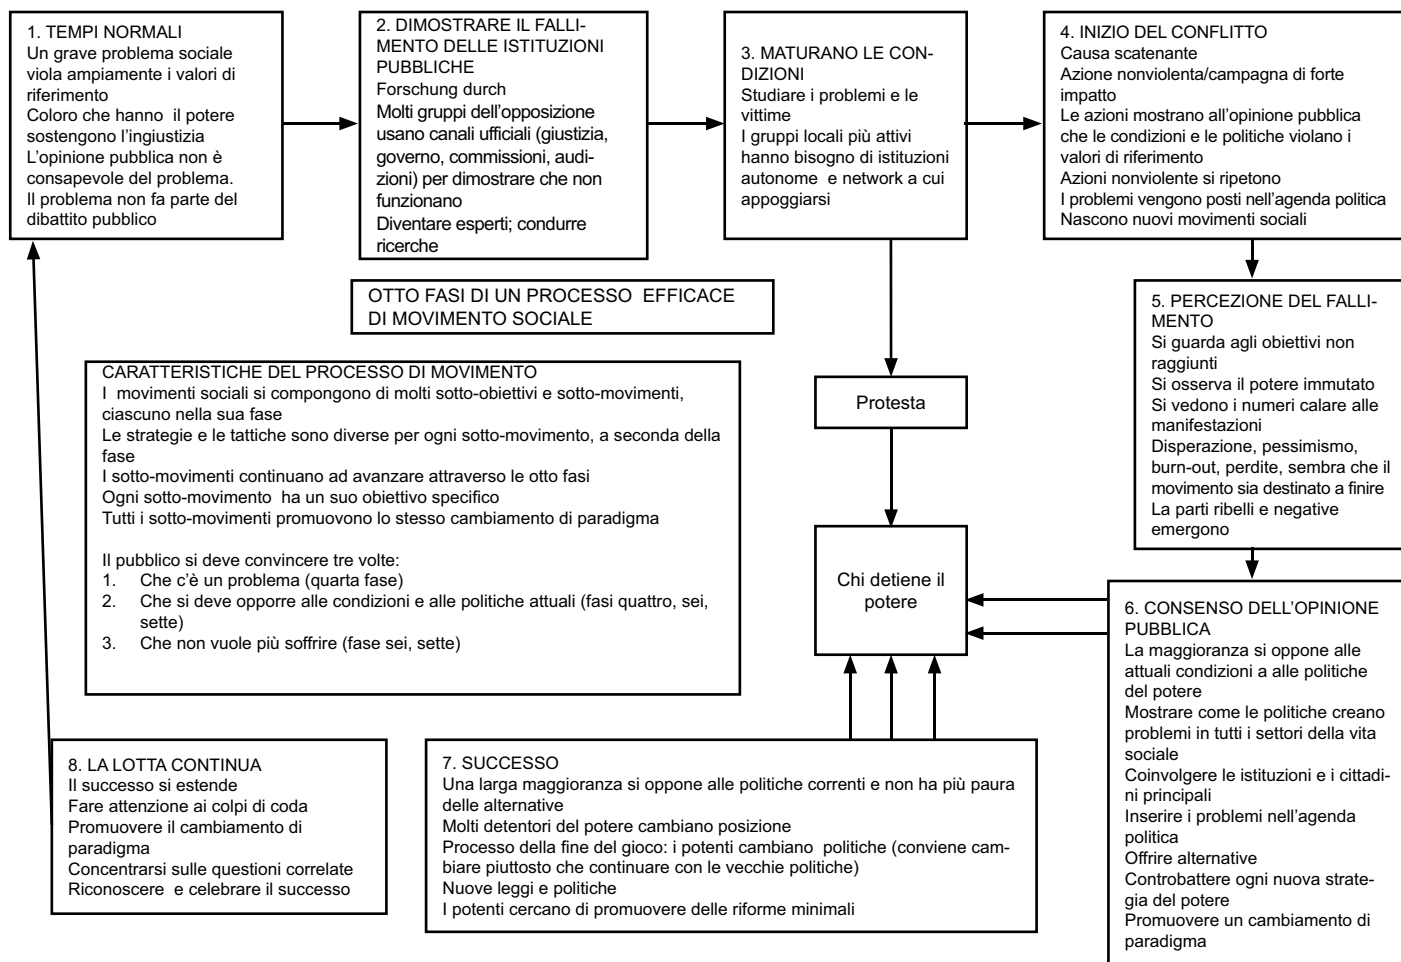 1. TEMPI NORMALI
Un grave problema sociale
viola ampiamente i valori di
riferimento
Coloro che hanno il potere
sostengono l’ingiustizia
L’opinione pubblica non è
consapevole del problema.
Il problema non fa parte del
dibattito pubblico
2. DIMOSTRARE IL FALLI-
MENTO DELLE ISTITUZIONI
PUBBLICHE
Forschung durch
Molti gruppi dell’opposizione
usano canali ufficiali (giustizia,
governo, commissioni, audi-
zioni) per dimostrare che non
funzionano
Diventare esperti; condurre
ricerche
3. MATURANO LE CON-
DIZIONI
Studiare i problemi e le
vittime
I gruppi locali più attivi
hanno bisogno di istituzioni
autonome e network a cui
appoggiarsi
4. INIZIO DEL CONFLITTO
Causa scatenante
Azione nonviolenta/campagna di forte
impatto
Le azioni mostrano all’opinione pubblica
che le condizioni e le politiche violano i
valori di riferimento
Azioni nonviolente si ripetono
I problemi vengono posti nell’agenda politica
Nascono nuovi movimenti sociali
OTTO FASI DI UN PROCESSO EFFICACE
DI MOVIMENTO SOCIALE
5. PERCEZIONE DEL FALLI-
MENTO
Si guarda agli obiettivi non
raggiunti
Si osserva il potere immutato
Si vedono i numeri calare alle
manifestazioni
Disperazione, pessimismo,
burn-out, perdite, sembra che il
movimento sia destinato a finire
La parti ribelli e negative
emergono
CARATTERISTICHE DEL PROCESSO DI MOVIMENTO
I movimenti sociali si compongono di molti sotto-obiettivi e sotto-movimenti,
ciascuno nella sua fase
Le strategie e le tattiche sono diverse per ogni sotto-movimento, a seconda della
fase
I sotto-movimenti continuano ad avanzare attraverso le otto fasi
Ogni sotto-movimento ha un suo obiettivo specifico
Tutti i sotto-movimenti promuovono lo stesso cambiamento di paradigma
Il pubblico si deve convincere tre volte:
1. Che c’è un problema (quarta fase)
2. Che si deve opporre alle condizioni e alle politiche attuali (fasi quattro, sei,
sette)
3. Che non vuole più soffrire (fase sei, sette)
Protesta
Chi detiene il
potere
6. CONSENSO DELL’OPINIONE
PUBBLICA
La maggioranza si oppone alle
attuali condizioni a alle politiche
del potere
Mostrare come le politiche creano
problemi in tutti i settori della vita
sociale
Coinvolgere le istituzioni e i cittadi-
ni principali
Inserire i problemi nell’agenda
politica
Offrire alternative
Controbattere ogni nuova strate-
gia del potere
Promuovere un cambiamento di
paradigma
7. SUCCESSO
Una larga maggioranza si oppone alle politiche correnti e non ha più paura
delle alternative
Molti detentori del potere cambiano posizione
Processo della fine del gioco: i potenti cambiano politiche (conviene cam-
biare piuttosto che continuare con le vecchie politiche)
Nuove leggi e politiche
I potenti cercano di promuovere delle riforme minimali
8. LA LOTTA CONTINUA
Il successo si estende
Fare attenzione ai colpi di coda
Promuovere il cambiamento di
paradigma
Concentrarsi sulle questioni correlate
Riconoscere e celebrare il successo